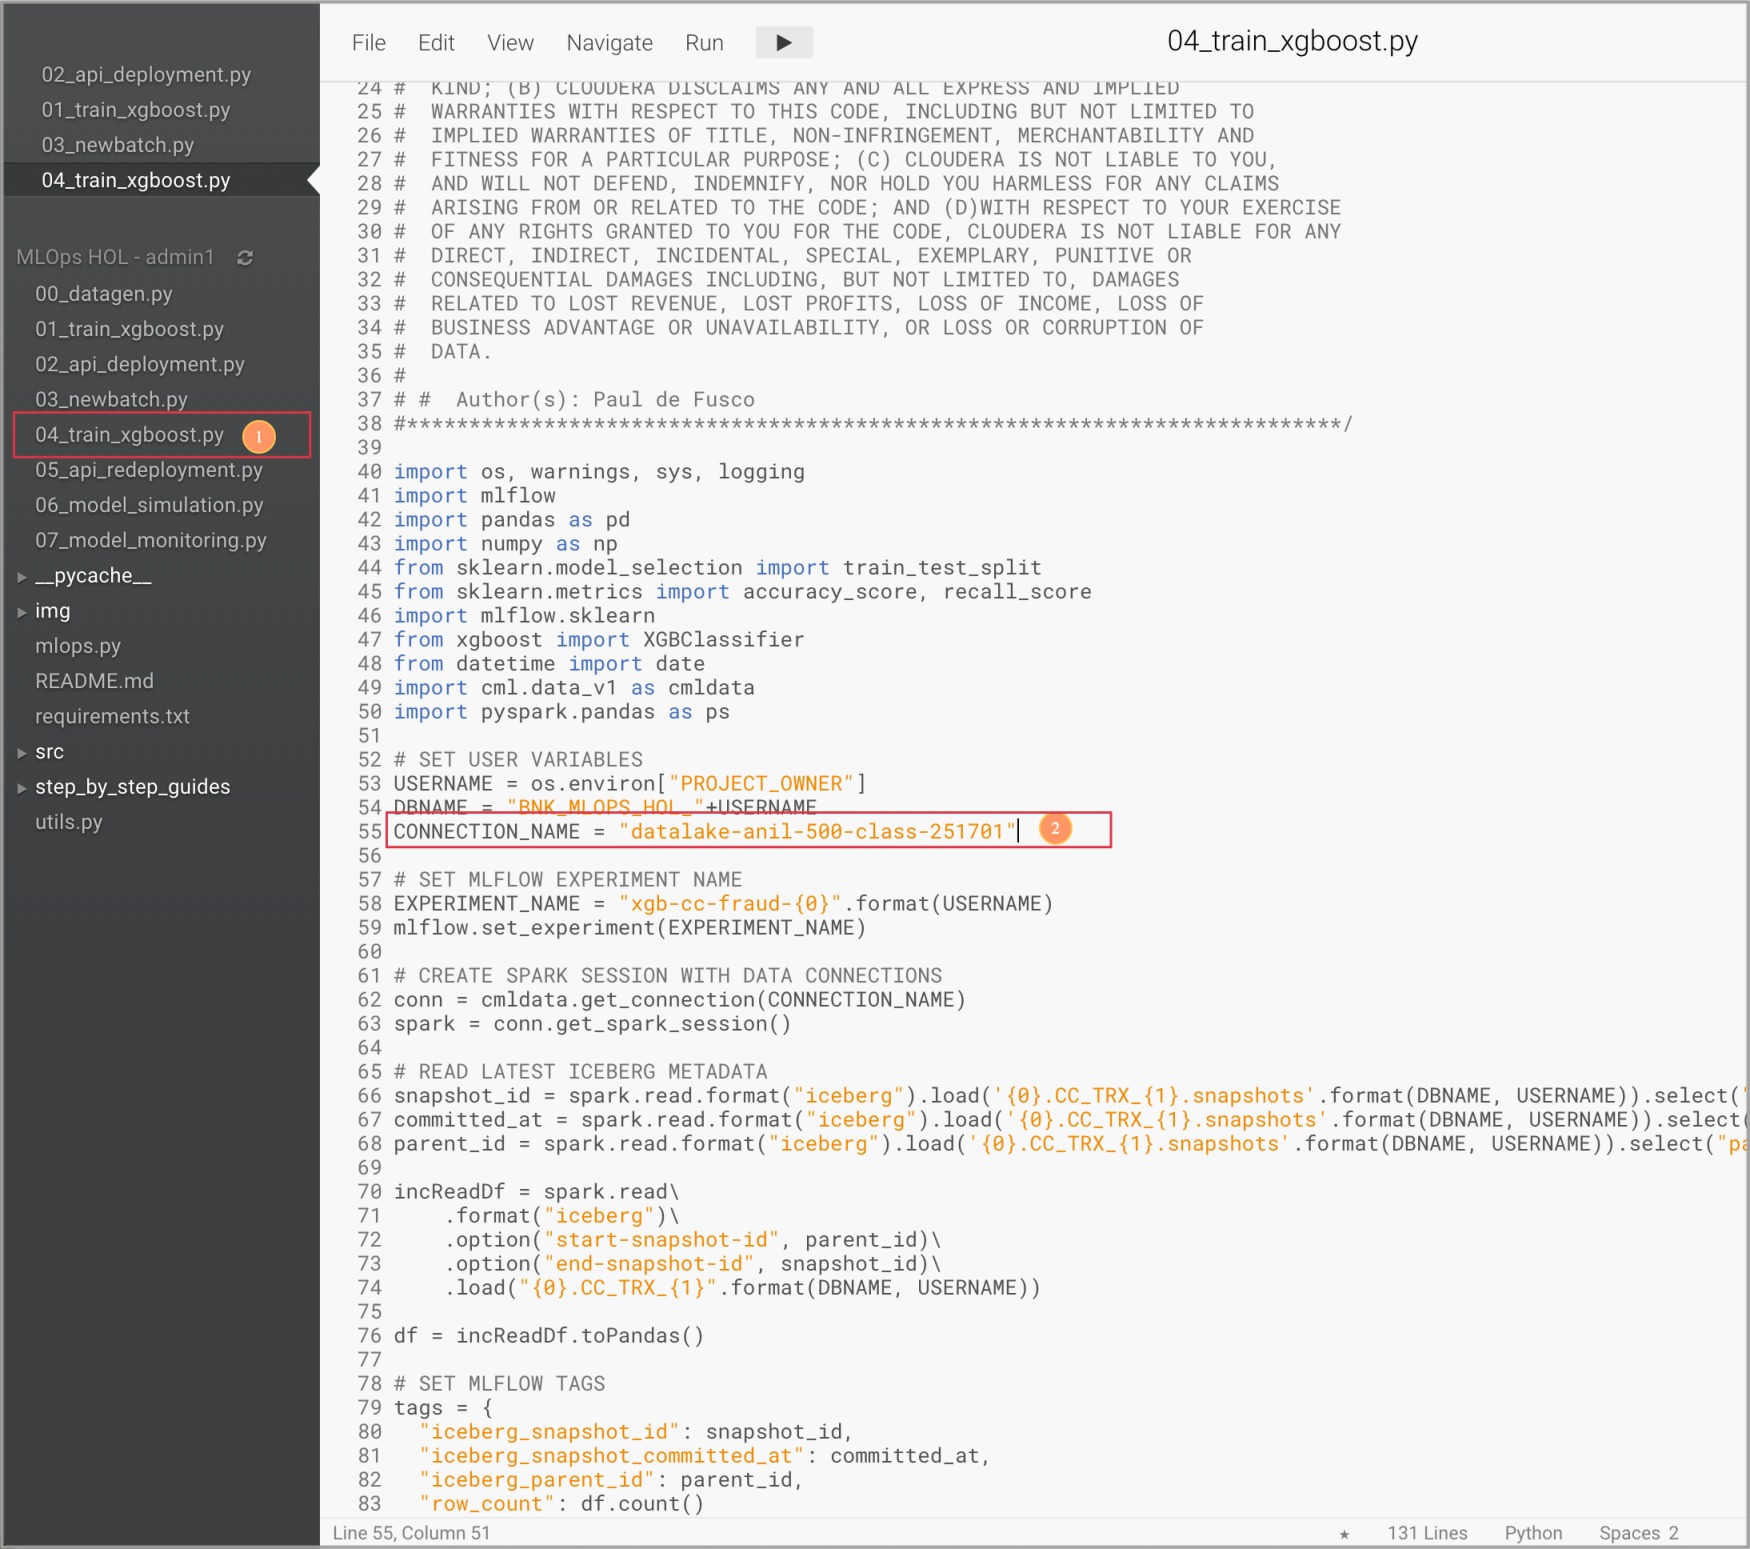 02_api_deployment.py
01_train_xgboost.py
03_newbatch.py
04_train_xgboost.py
MLOps HOL - admin1
00_datagen.py
01_train_xgboost.py
02_api_deployment.py
03_newbatch.py
04_train_xgboost.py 1
05_api_redeployment.py
06_model_simulation.py
07_model_monitoring.py
__pycache__
img
mlops.py
README.md
requirements.txt
src
step_by_step_guides
utils.py
File Edit View Navigate Run
04_train_xgboost.py
24 #  KIND; (B) CLOUDERA DISCLAIMS ANY AND ALL EXPRESS AND IMPLIED
25 #  WARRANTIES WITH RESPECT TO THIS CODE, INCLUDING BUT NOT LIMITED TO
26 #  IMPLIED WARRANTIES OF TITLE, NON-INFRINGEMENT, MERCHANTABILITY AND
27 #  FITNESS FOR A PARTICULAR PURPOSE; (C) CLOUDERA IS NOT LIABLE TO YOU,
28 #  AND WILL NOT DEFEND, INDEMNIFY, NOR HOLD YOU HARMLESS FOR ANY CLAIMS
29 #  ARISING FROM OR RELATED TO THE CODE; AND (D)WITH RESPECT TO YOUR EXERCISE
30 #  OF ANY RIGHTS GRANTED TO YOU FOR THE CODE, CLOUDERA IS NOT LIABLE FOR ANY
31 #  DIRECT, INDIRECT, INCIDENTAL, SPECIAL, EXEMPLARY, PUNITIVE OR
32 #  CONSEQUENTIAL DAMAGES INCLUDING, BUT NOT LIMITED TO, DAMAGES
33 #  RELATED TO LOST REVENUE, LOST PROFITS, LOSS OF INCOME, LOSS OF
34 #  BUSINESS ADVANTAGE OR UNAVAILABILITY, OR LOSS OR CORRUPTION OF
35 #  DATA.
36 #
37 # #  Author(s): Paul de Fusco
38 #***************************************************************************/
39
40 import os, warnings, sys, logging
41 import mlflow
42 import pandas as pd
43 import numpy as np
44 from sklearn.model_selection import train_test_split
45 from sklearn.metrics import accuracy_score, recall_score
46 import mlflow.sklearn
47 from xgboost import XGBClassifier
48 from datetime import date
49 import cml.data_v1 as cmldata
50 import pyspark.pandas as ps
51
52 # SET USER VARIABLES
53 USERNAME = os.environ["PROJECT_OWNER"]
54 DBNAME = "BNK_MLOPS_HOL_"+USERNAME
55 CONNECTION_NAME = "datalake-anil-500-class-251701" 2
56
57 # SET MLFLOW EXPERIMENT NAME
58 EXPERIMENT_NAME = "xgb-cc-fraud-{0}".format(USERNAME)
59 mlflow.set_experiment(EXPERIMENT_NAME)
60
61 # CREATE SPARK SESSION WITH DATA CONNECTIONS
62 conn = cmldata.get_connection(CONNECTION_NAME)
63 spark = conn.get_spark_session()
64
65 # READ LATEST ICEBERG METADATA
66 snapshot_id = spark.read.format("iceberg").load('{0}.CC_TRX_{1}.snapshots'.format(DBNAME, USERNAME)).select("
67 committed_at = spark.read.format("iceberg").load('{0}.CC_TRX_{1}.snapshots'.format(DBNAME, USERNAME)).select(
68 parent_id = spark.read.format("iceberg").load('{0}.CC_TRX_{1}.snapshots'.format(DBNAME, USERNAME)).select("pa
69
70 incReadDf = spark.read\
71     .format("iceberg")\
72     .option("start-snapshot-id", parent_id)\
73     .option("end-snapshot-id", snapshot_id)\
74     .load("{0}.CC_TRX_{1}".format(DBNAME, USERNAME))
75
76 df = incReadDf.toPandas()
77
78 # SET MLFLOW TAGS
79 tags = {
80   "iceberg_snapshot_id": snapshot_id,
81   "iceberg_snapshot_committed_at": committed_at,
82   "iceberg_parent_id": parent_id,
83   "row_count": df.count()
Line 55, Column 51 ★ 131 Lines Python Spaces 2